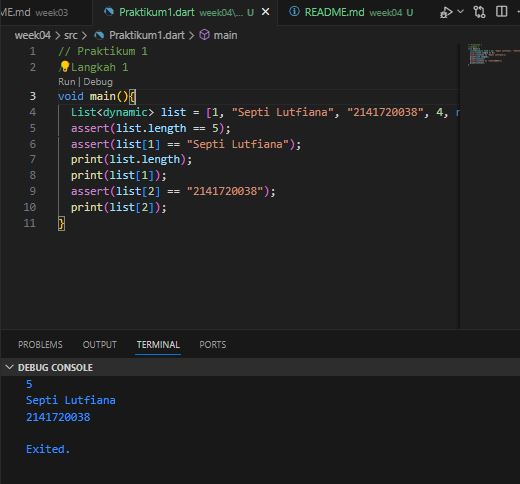 ME.md week03
Praktikum1.dart week04\... U
README.md week04 U
week04 > src > Praktikum1.dart > main
1 // Praktikum 1
2 /Langkah 1
Run | Debug
3 void main(){
4 List<dynamic> list = [1, "Septi Lutfiana", "2141720038", 4,
5 assert(list.length == 5);
6 assert(list[1] == "Septi Lutfiana");
7 print(list.length);
8 print(list[1]);
9 assert(list[2] == "2141720038");
10 print(list[2]);
11 }
PROBLEMS OUTPUT TERMINAL PORTS
DEBUG CONSOLE
5
Septi Lutfiana
2141720038
Exited.